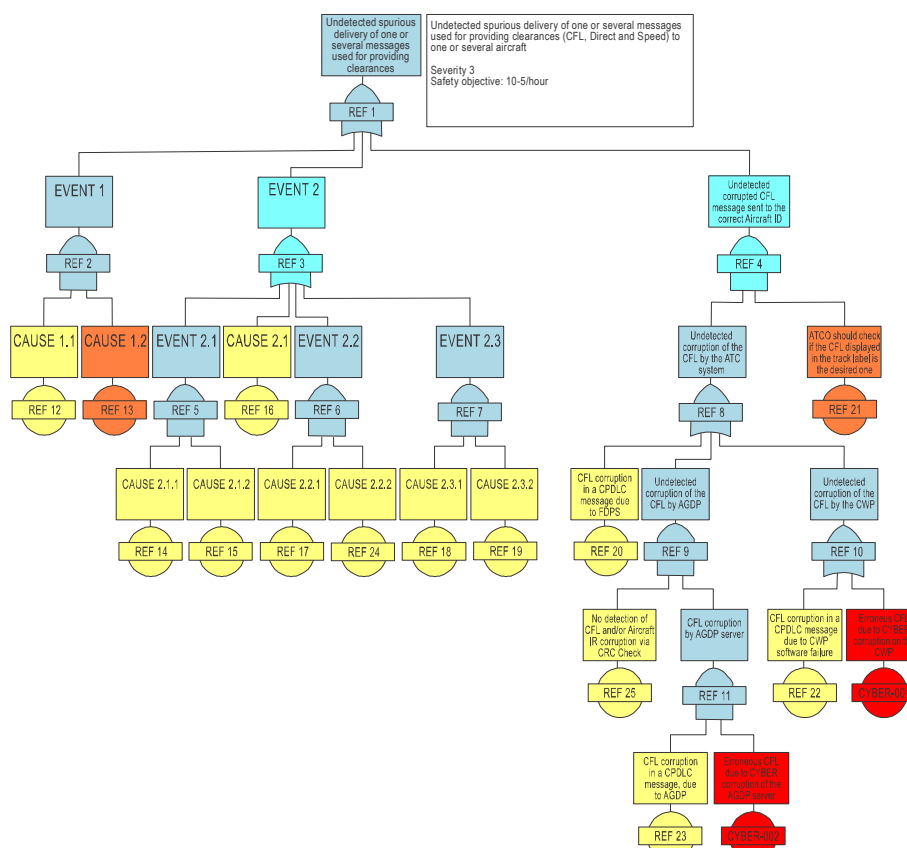 Undetected spurious
delivery of one or
several messages
used for providing
clearances
Undetected spurious delivery of one or several messages
used for providing clearances (CFL, Direct and Speed) to
one or several aircraft
Severity 3
Safety objective: 10-5/hour
REF 1
EVENT 1
EVENT 2
Undetected
corrupted CFL
message sent to the
correct Aircraft ID
REF 2
REF 3
REF 4
CAUSE 1.1
CAUSE 1.2
EVENT 2.1
CAUSE 2.1
EVENT 2.2
EVENT 2.3
Undetected
corruption of the
CFL by the ATC
system
ATCO should check
if the CFL displayed
in the track label is
the desired one
REF 12
REF 13
REF 5
REF 16
REF 6
REF 7
REF 8
REF 21
CAUSE 2.1.1
CAUSE 2.1.2
CAUSE 2.2.1
CAUSE 2.2.2
CAUSE 2.3.1
CAUSE 2.3.2
CFL corruption
in a CPDLC
message due
to FDPS
Undetected
corruption of the
CFL by AGDP
Undetected
corruption of the
CFL by the CWP
REF 14
REF 15
REF 17
REF 24
REF 18
REF 19
REF 20
REF 9
REF 10
No detection of
CFL and/or Aircraft
IR corruption via
CRC Check
CFL corruption
by AGDP server
CFL corruption in a
CPDLC message
due to CWP
software failure
Erroneous CFL
due to CYBER
corruption on the
CWP
REF 25
REF 11
REF 22
CYBER-00
CFL corruption
in a CPDLC
message, due
to AGDP
Erroneous CFL
due to CYBER
corruption of the
AGDP server
REF 23
CYBER-002